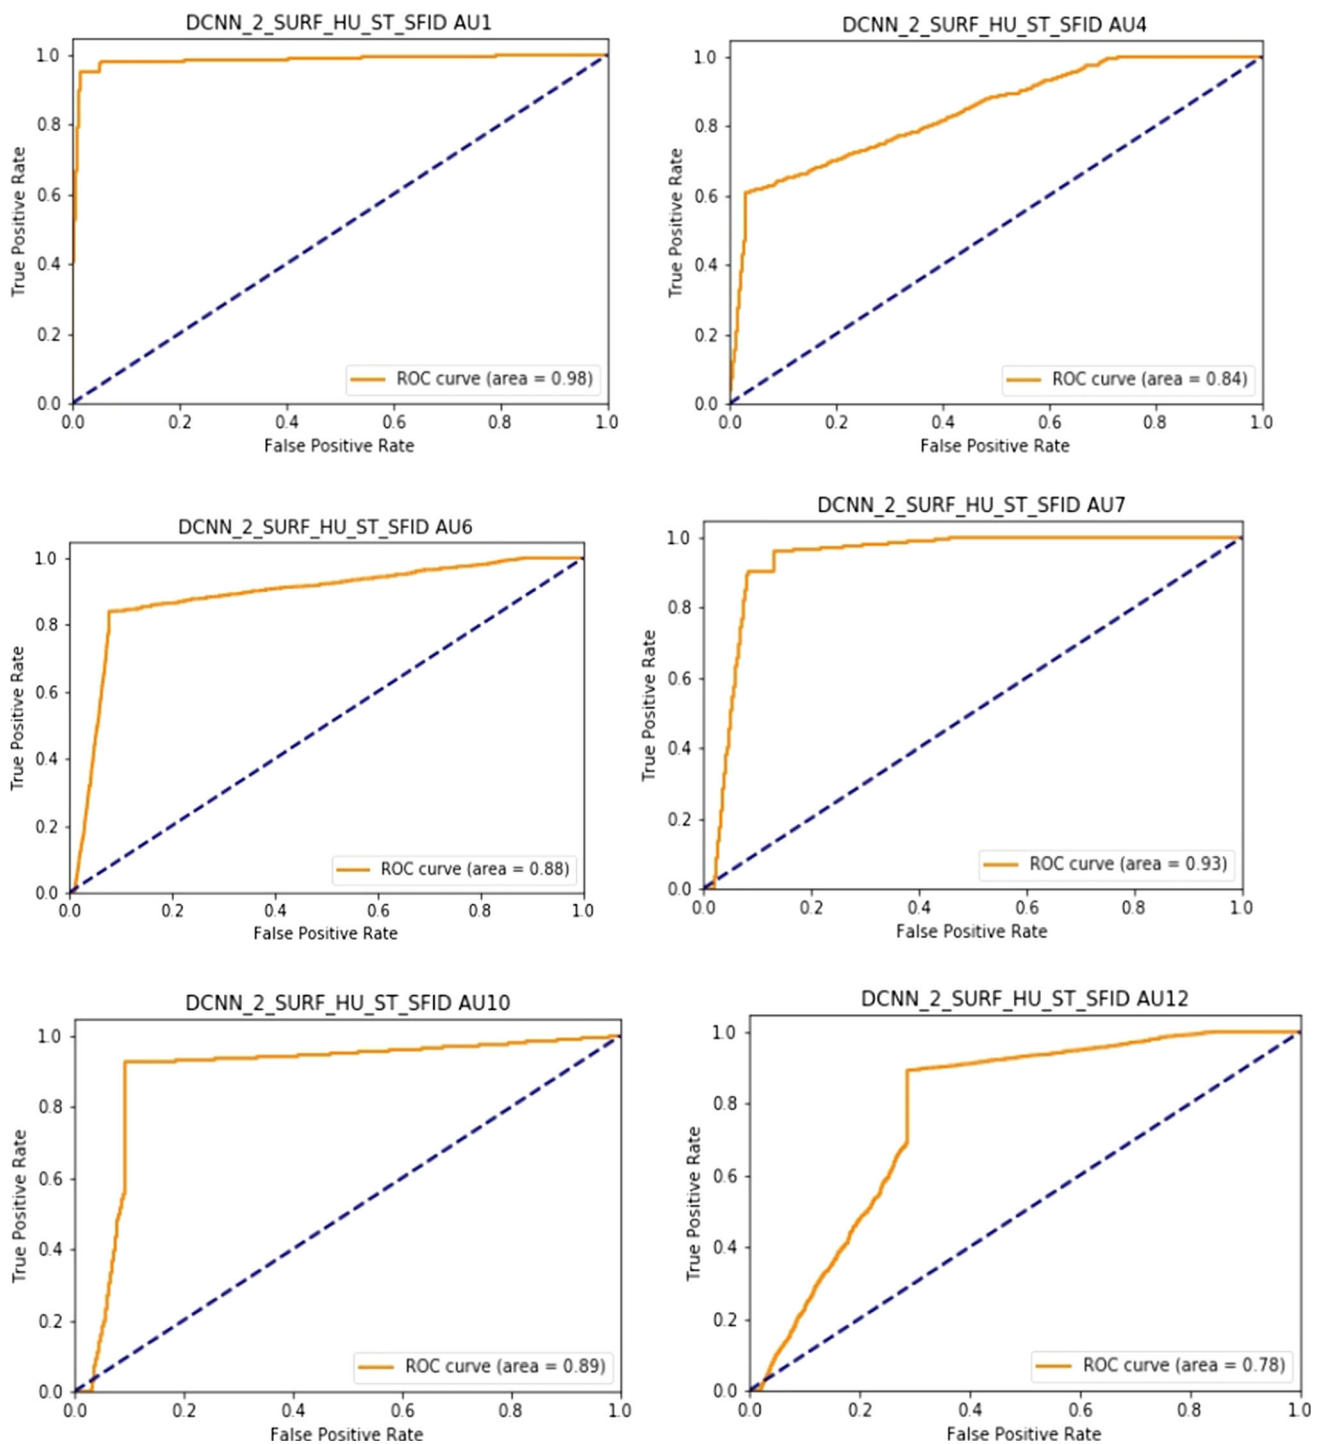 DCNN_2_SURF_HU_ST_SFID AU1
1.0
0.8
0.6
0.4
0.2
0.0
True Positive Rate
ROC curve (area = 0.98)
0.0 0.2 0.4 0.6 0.8 1.0
False Positive Rate
DCNN_2_SURF_HU_ST_SFID AU4
1.0
0.8
0.6
0.4
0.2
0.0
True Positive Rate
ROC curve (area = 0.84)
0.0 0.2 0.4 0.6 0.8 1.0
False Positive Rate
DCNN_2_SURF_HU_ST_SFID AU6
1.0
0.8
0.6
0.4
0.2
0.0
True Positive Rate
ROC curve (area = 0.88)
0.0 0.2 0.4 0.6 0.8 1.0
False Positive Rate
DCNN_2_SURF_HU_ST_SFID AU7
1.0
0.8
0.6
0.4
0.2
0.0
True Positive Rate
ROC curve (area = 0.93)
0.0 0.2 0.4 0.6 0.8 1.0
False Positive Rate
DCNN_2_SURF_HU_ST_SFID AU10
1.0
0.8
0.6
0.4
0.2
0.0
True Positive Rate
ROC curve (area = 0.89)
0.0 0.2 0.4 0.6 0.8 1.0
False Positive Rate
DCNN_2_SURF_HU_ST_SFID AU12
1.0
0.8
0.6
0.4
0.2
0.0
True Positive Rate
ROC curve (area = 0.78)
0.0 0.2 0.4 0.6 0.8 1.0
False Positive Rate